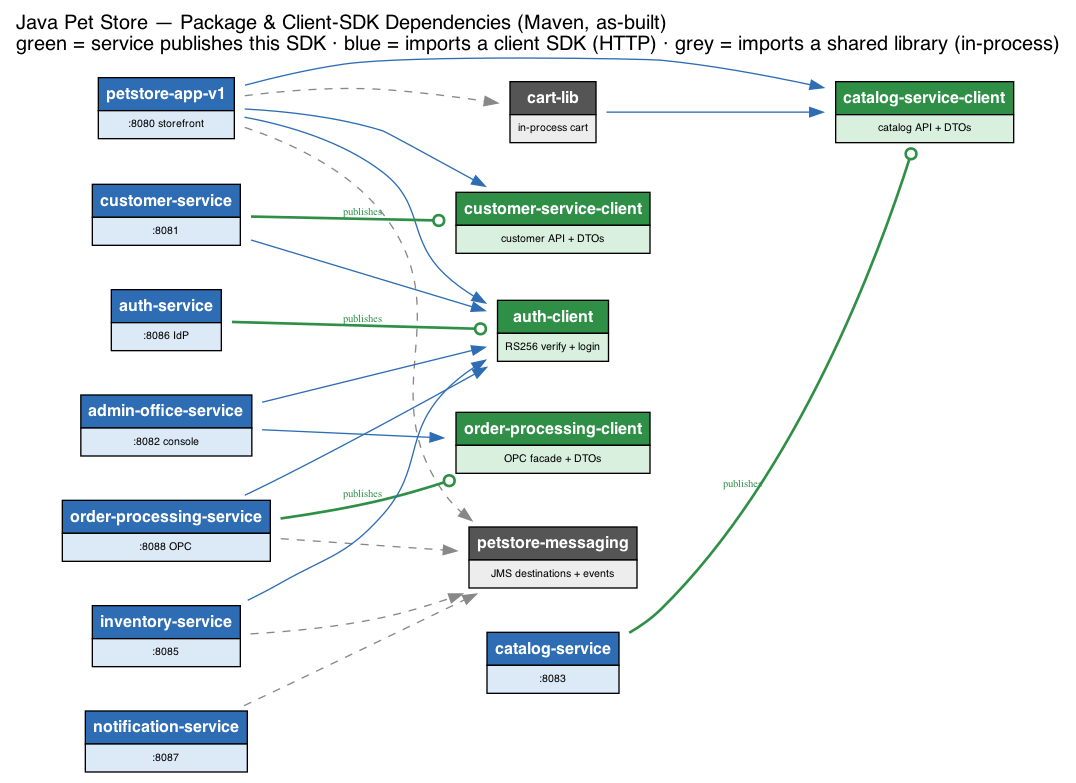 Java Pet Store — Package & Client-SDK Dependencies (Maven, as-built)
green = service publishes this SDK · blue = imports a client SDK (HTTP) · grey = imports a shared library (in-process)
petstore-app-v1
:8080 storefront
cart-lib
in-process cart
catalog-service-client
catalog API + DTOs
customer-service
:8081
publishes
customer-service-client
customer API + DTOs
auth-service
:8086 IdP
publishes
auth-client
RS256 verify + login
admin-office-service
:8082 console
order-processing-client
OPC facade + DTOs
publishes
publishes
order-processing-service
:8088 OPC
petstore-messaging
JMS destinations + events
inventory-service
:8085
catalog-service
:8083
notification-service
:8087